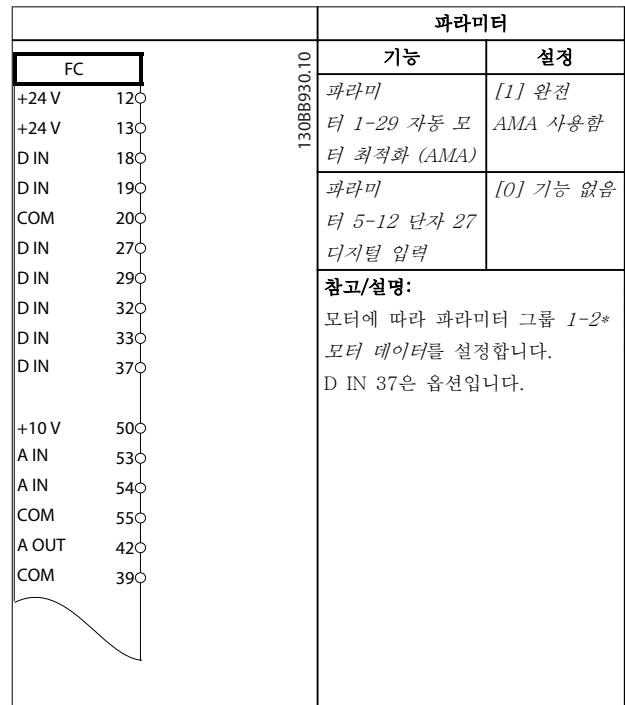 FC
+24 V 12
+24 V 13
D IN 18
D IN 19
COM 20
D IN 27
D IN 29
D IN 32
D IN 33
D IN 37
+10 V 50
A IN 53
A IN 54
COM 55
A OUT 42
COM 39
130BB930.10
파라미터
기능 설정
파라미 [1] 완전
터 1-29 자동 모 AMA 사용함
터 최적화 (AMA)
파라미 [0] 기능 없음
터 5-12 단자 27
디지털 입력
참고/설명:
모터에 따라 파라미터 그룹 1-2*
모터 데이터를 설정합니다.
D IN 37은 옵션입니다.